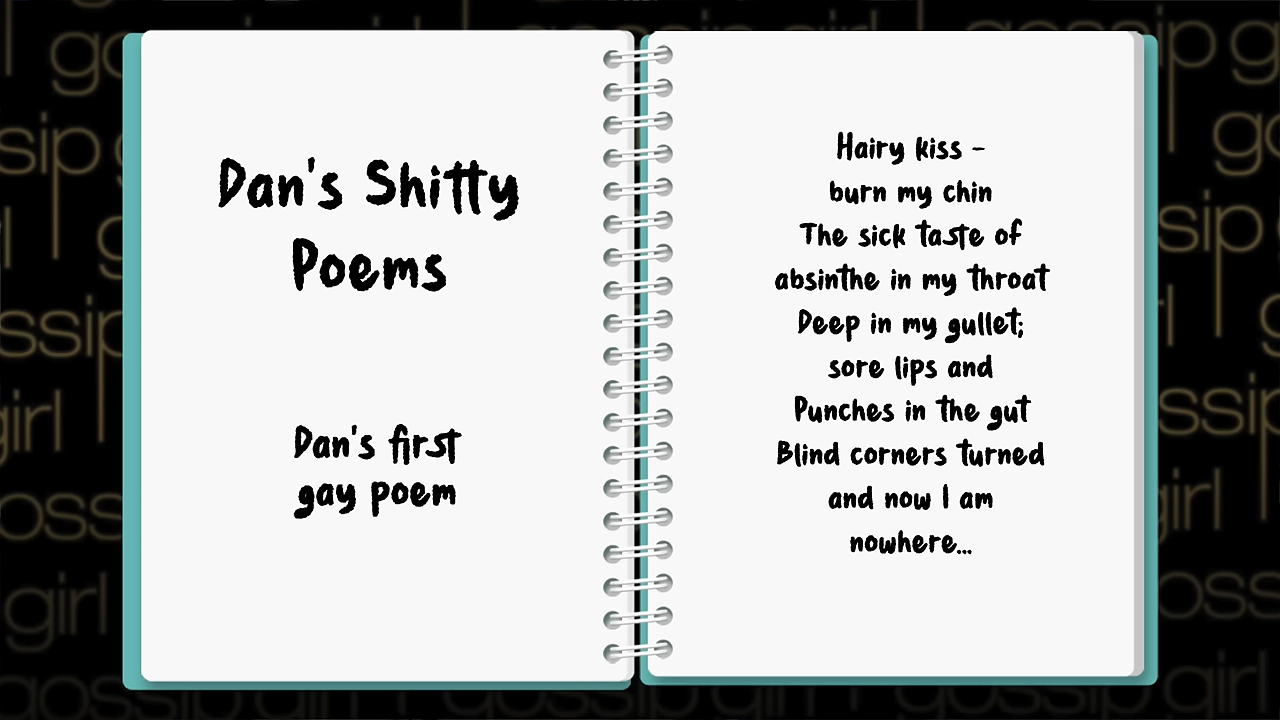 Dan's Shitty
Poems
Dan's first
gay poem
Hairy kiss -
burn my chin
The sick taste of
absinthe in my throat
Deep in my gullet;
sore lips and
Punches in the gut
Blind corners turned
and now I am
nowhere...
gossip girl